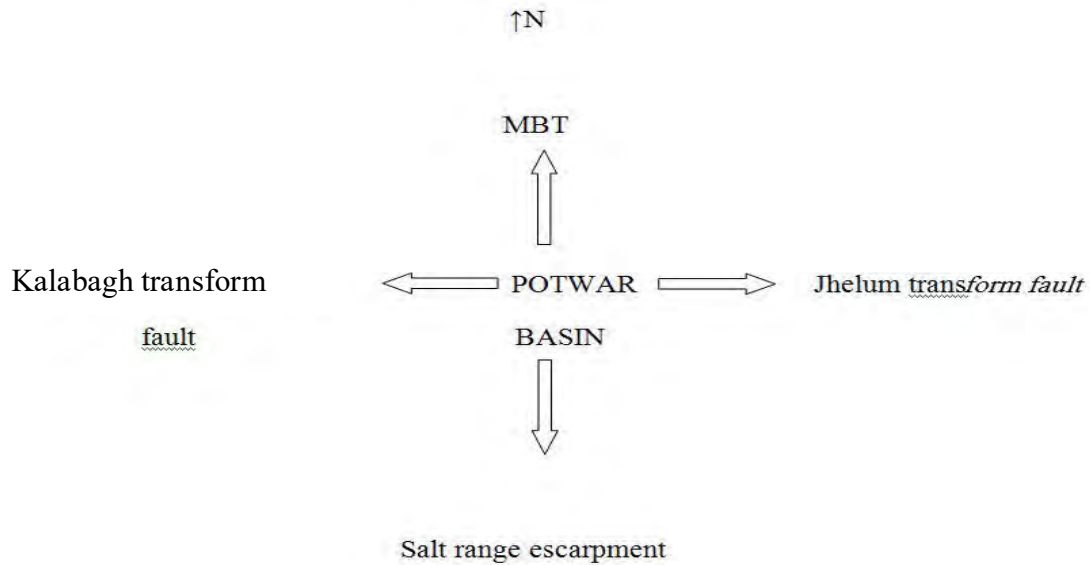 ↑N
MBT
Kalabagh transform
POTWAR
Jhelum transform fault
fault
BASIN
Salt range escarpment